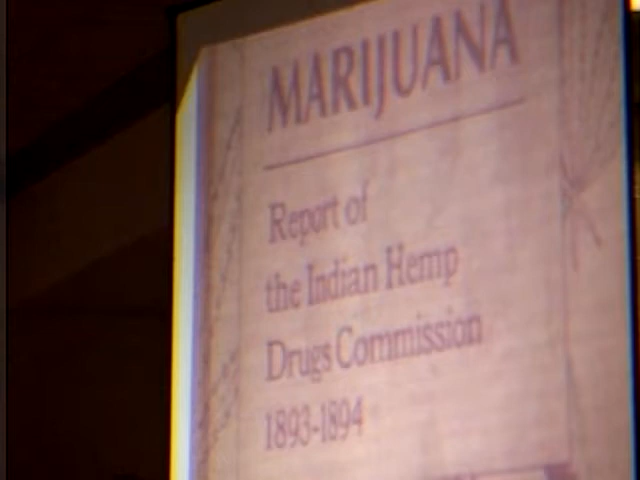 MARIJUANA
Report of
the Indian Hemp
Drugs Commission
1893-1894